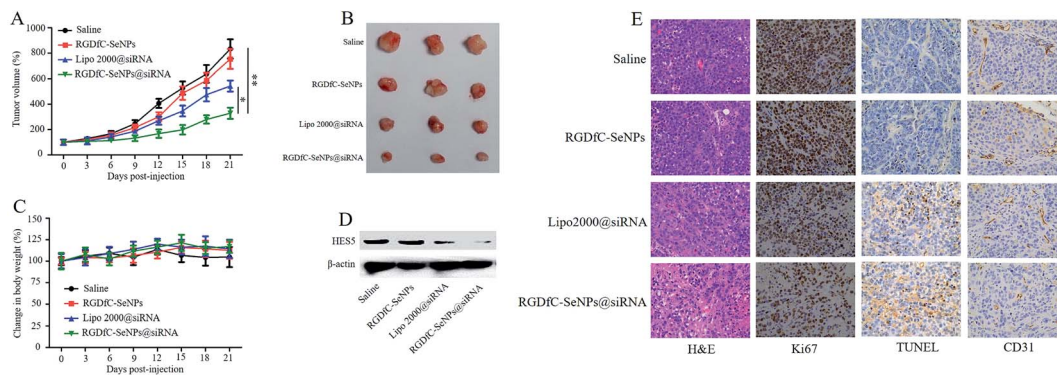 A
Saline
RGDfC-SeNPs
Lipo 2000@siRNA
RGDfC-SeNPs@siRNA
Tumor volume (%)
1000
800
600
400
200
0
0 3 6 9 12 15 18 21
Days post-injection
**
*
B
Saline
RGDfC-SeNPs
Lipo 2000@siRNA
RGDfC-SeNPs@siRNA
C
Change in body weight (%)
150
125
100
75
50
25
0
Saline
RGDfC-SeNPs
Lipo 2000@siRNA
RGDfC-SeNPs@siRNA
0 3 6 9 12 15 18 21
Days post-injection
D
HES5
β-actin
Saline
RGDfC-SeNPs
Lipo 2000@siRNA
RGDfC-SeNPs@siRNA
E
Saline
RGDfC-SeNPs
Lipo2000@siRNA
RGDfC-SeNPs@siRNA
H&E Ki67 TUNEL CD31